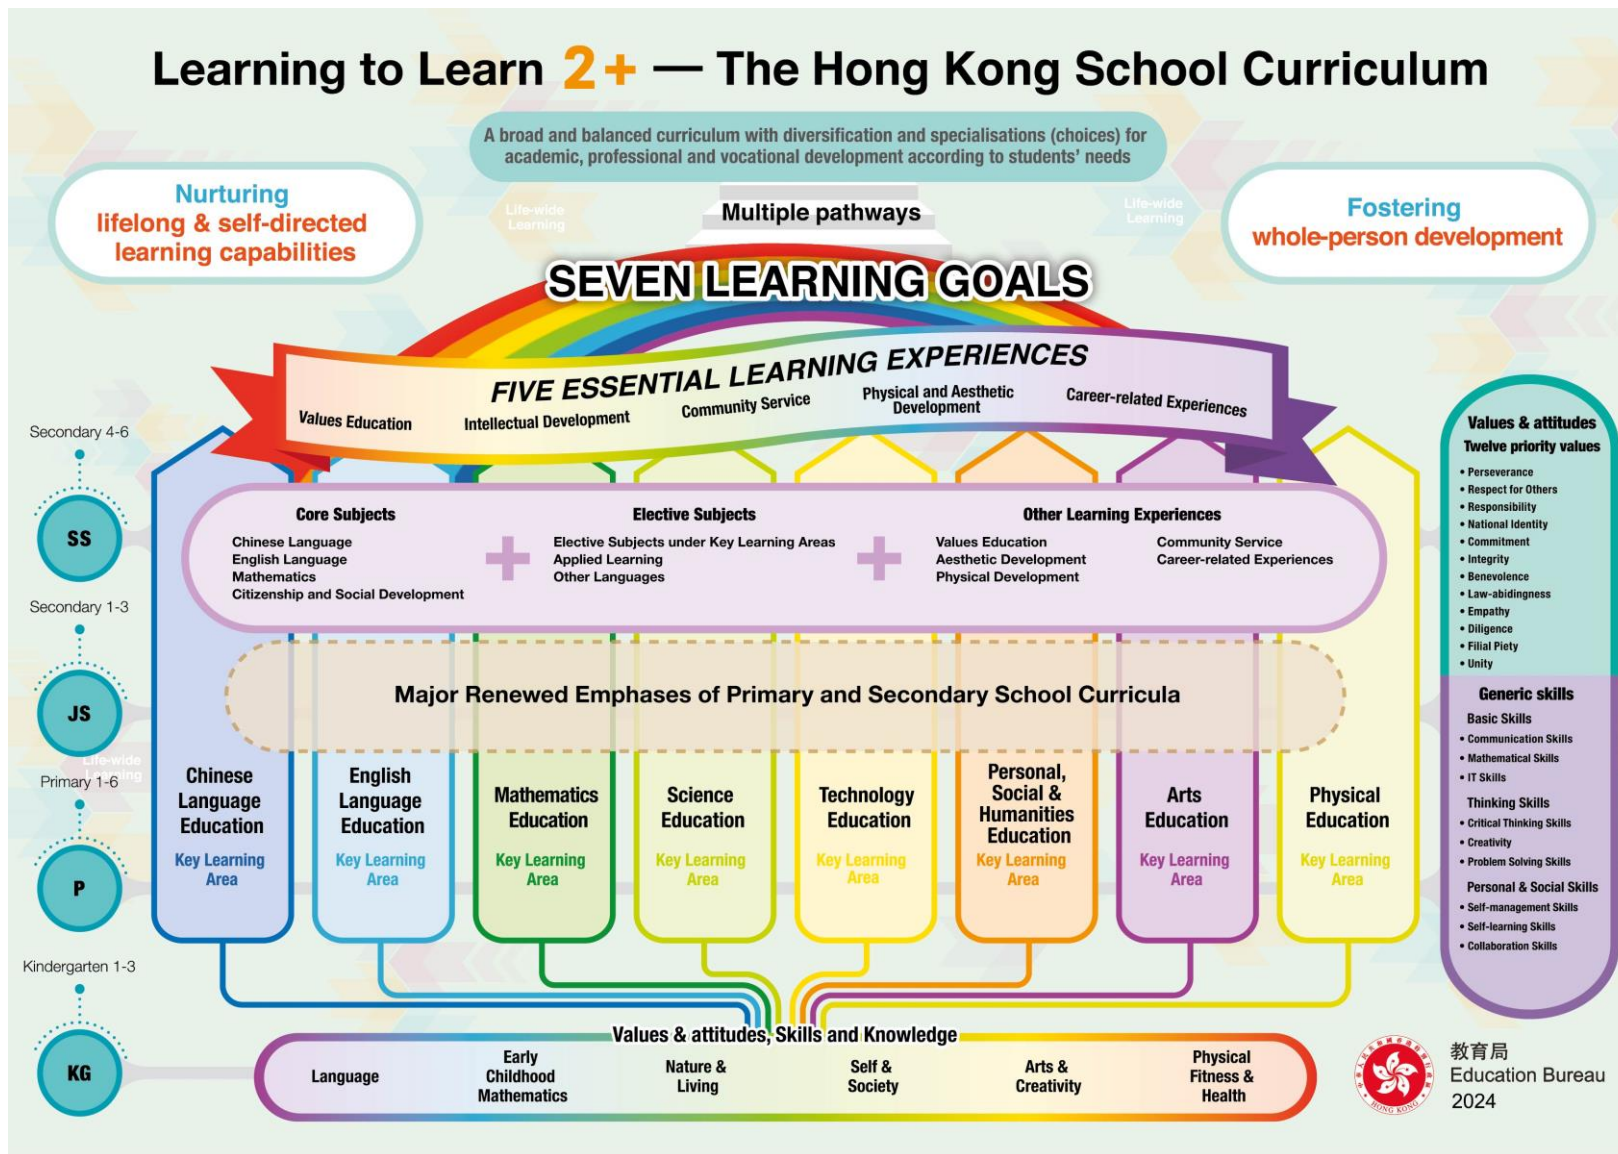 Learning to Learn 2+ — The Hong Kong School Curriculum
A broad and balanced curriculum with diversification and specialisations (choices) for
academic, professional and vocational development according to students' needs
Nurturing
lifelong & self-directed
learning capabilities
Life-wide
Learning
Multiple pathways
Life-wide
Learning
Fostering
whole-person development
SEVEN LEARNING GOALS
FIVE ESSENTIAL LEARNING EXPERIENCES
Values Education
Intellectual Development
Community Service
Physical and Aesthetic
Development
Career-related Experiences
Secondary 4-6
SS
Core Subjects
Chinese Language
English Language
Mathematics
Citizenship and Social Development
+
Elective Subjects
Elective Subjects under Key Learning Areas
Applied Learning
Other Languages
+
Other Learning Experiences
Values Education
Aesthetic Development
Physical Development
Community Service
Career-related Experiences
Secondary 1-3
JS
Major Renewed Emphases of Primary and Secondary School Curricula
Life-wide
Learning
Primary 1-6
P
Chinese
Language
Education
Key Learning
Area
English
Language
Education
Key Learning
Area
Mathematics
Education
Key Learning
Area
Science
Education
Key Learning
Area
Technology
Education
Key Learning
Area
Personal,
Social &
Humanities
Education
Key Learning
Area
Arts
Education
Key Learning
Area
Physical
Education
Key Learning
Area
Kindergarten 1-3
KG
Values & attitudes, Skills and Knowledge
Language
Early
Childhood
Mathematics
Nature &
Living
Self &
Society
Arts &
Creativity
Physical
Fitness &
Health
Values & attitudes
Twelve priority values
• Perseverance
• Respect for Others
• Responsibility
• National Identity
• Commitment
• Integrity
• Benevolence
• Law-abidingness
• Empathy
• Diligence
• Filial Piety
• Unity
Generic skills
Basic Skills
• Communication Skills
• Mathematical Skills
• IT Skills
Thinking Skills
• Critical Thinking Skills
• Creativity
• Problem Solving Skills
Personal & Social Skills
• Self-management Skills
• Self-learning Skills
• Collaboration Skills
HONG KONG
教育局
Education Bureau
2024